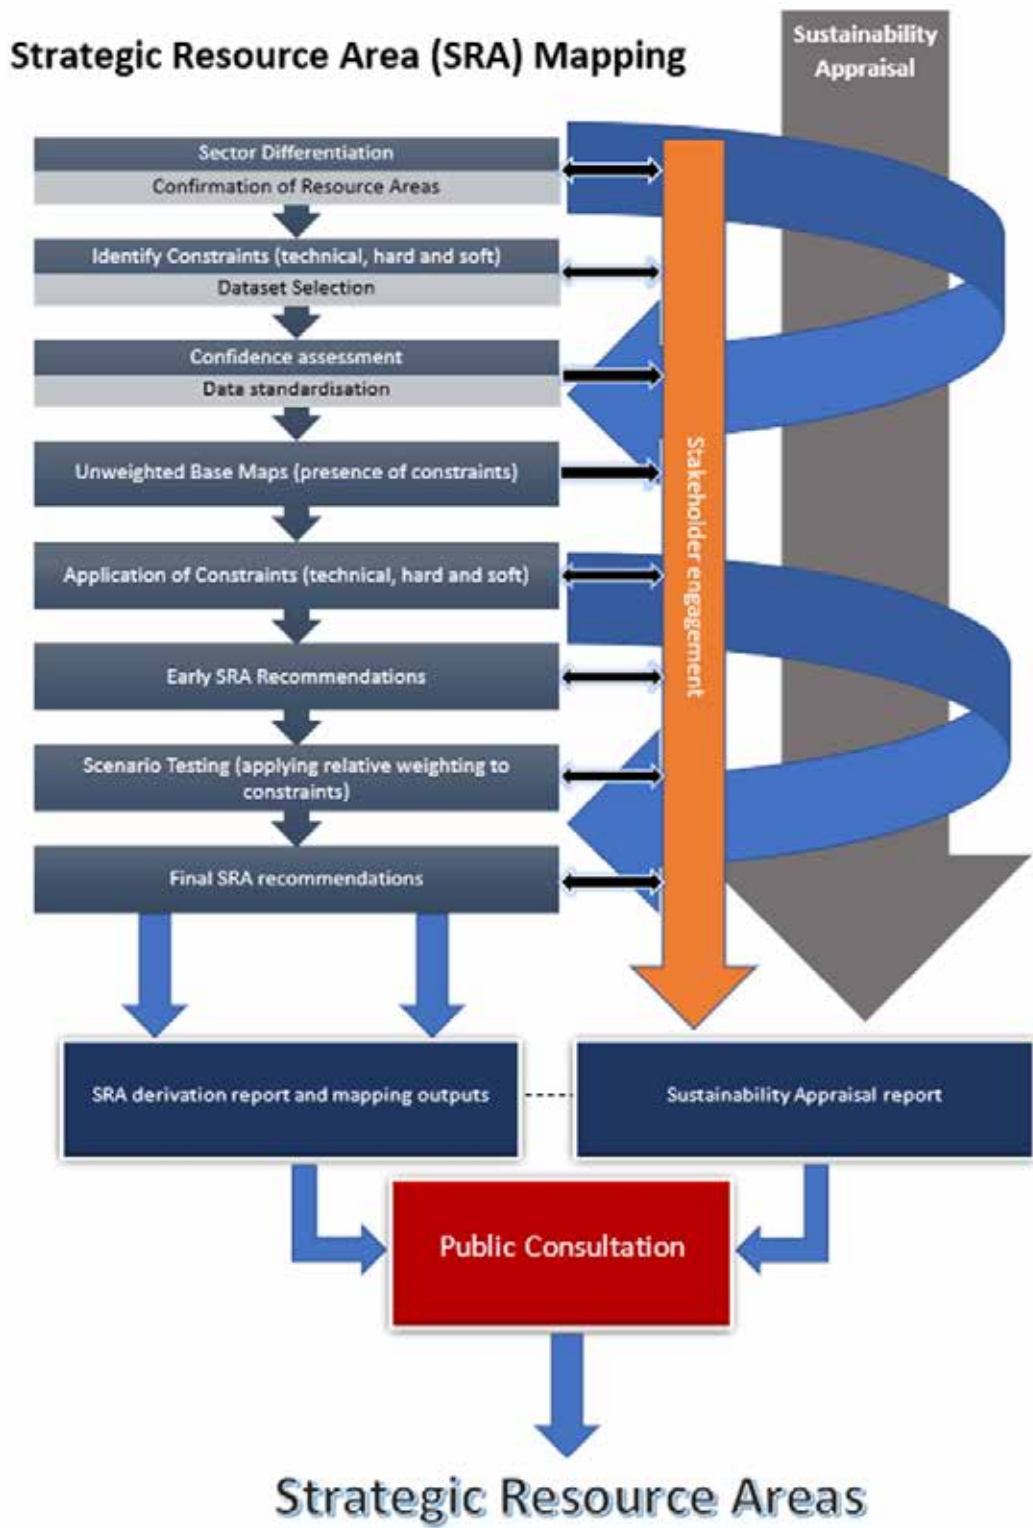 Strategic Resource Area (SRA) Mapping
Sustainability
Appraisal
Sector Differentiation
Confirmation of Resource Areas
Identify Constraints (technical, hard and soft)
Dataset Selection
Confidence assessment
Data standardisation
Unweighted Base Maps (presence of constraints)
Application of Constraints (technical, hard and soft)
Early SRA Recommendations
Scenario Testing (applying relative weighting to
constraints)
Final SRA recommendations
Stakeholder engagement
SRA derivation report and mapping outputs
Sustainability Appraisal report
Public Consultation
Strategic Resource Areas